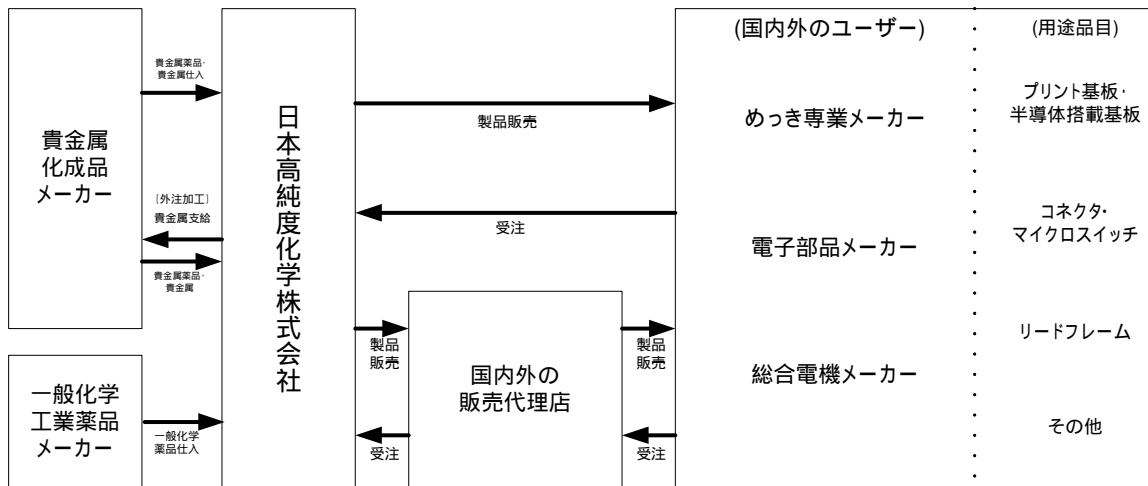 貴金属
化成品
メーカー
一般化学
工業薬品
メーカー
貴金属薬品・
貴金属仕入
[外注加工]
貴金属支給
貴金属薬品・
貴金属
一般化学
薬品仕入
日本高純度化学株式会社
製品販売
受注
製品
販売
受注
国内外の
販売代理店
製品
販売
受注
(国内外のユーザー)
めっき専業メーカー
電子部品メーカー
総合電機メーカー
(用途品目)
プリント基板・
半導体搭載基板
コネクタ・
マイクロスイッチ
リードフレーム
その他